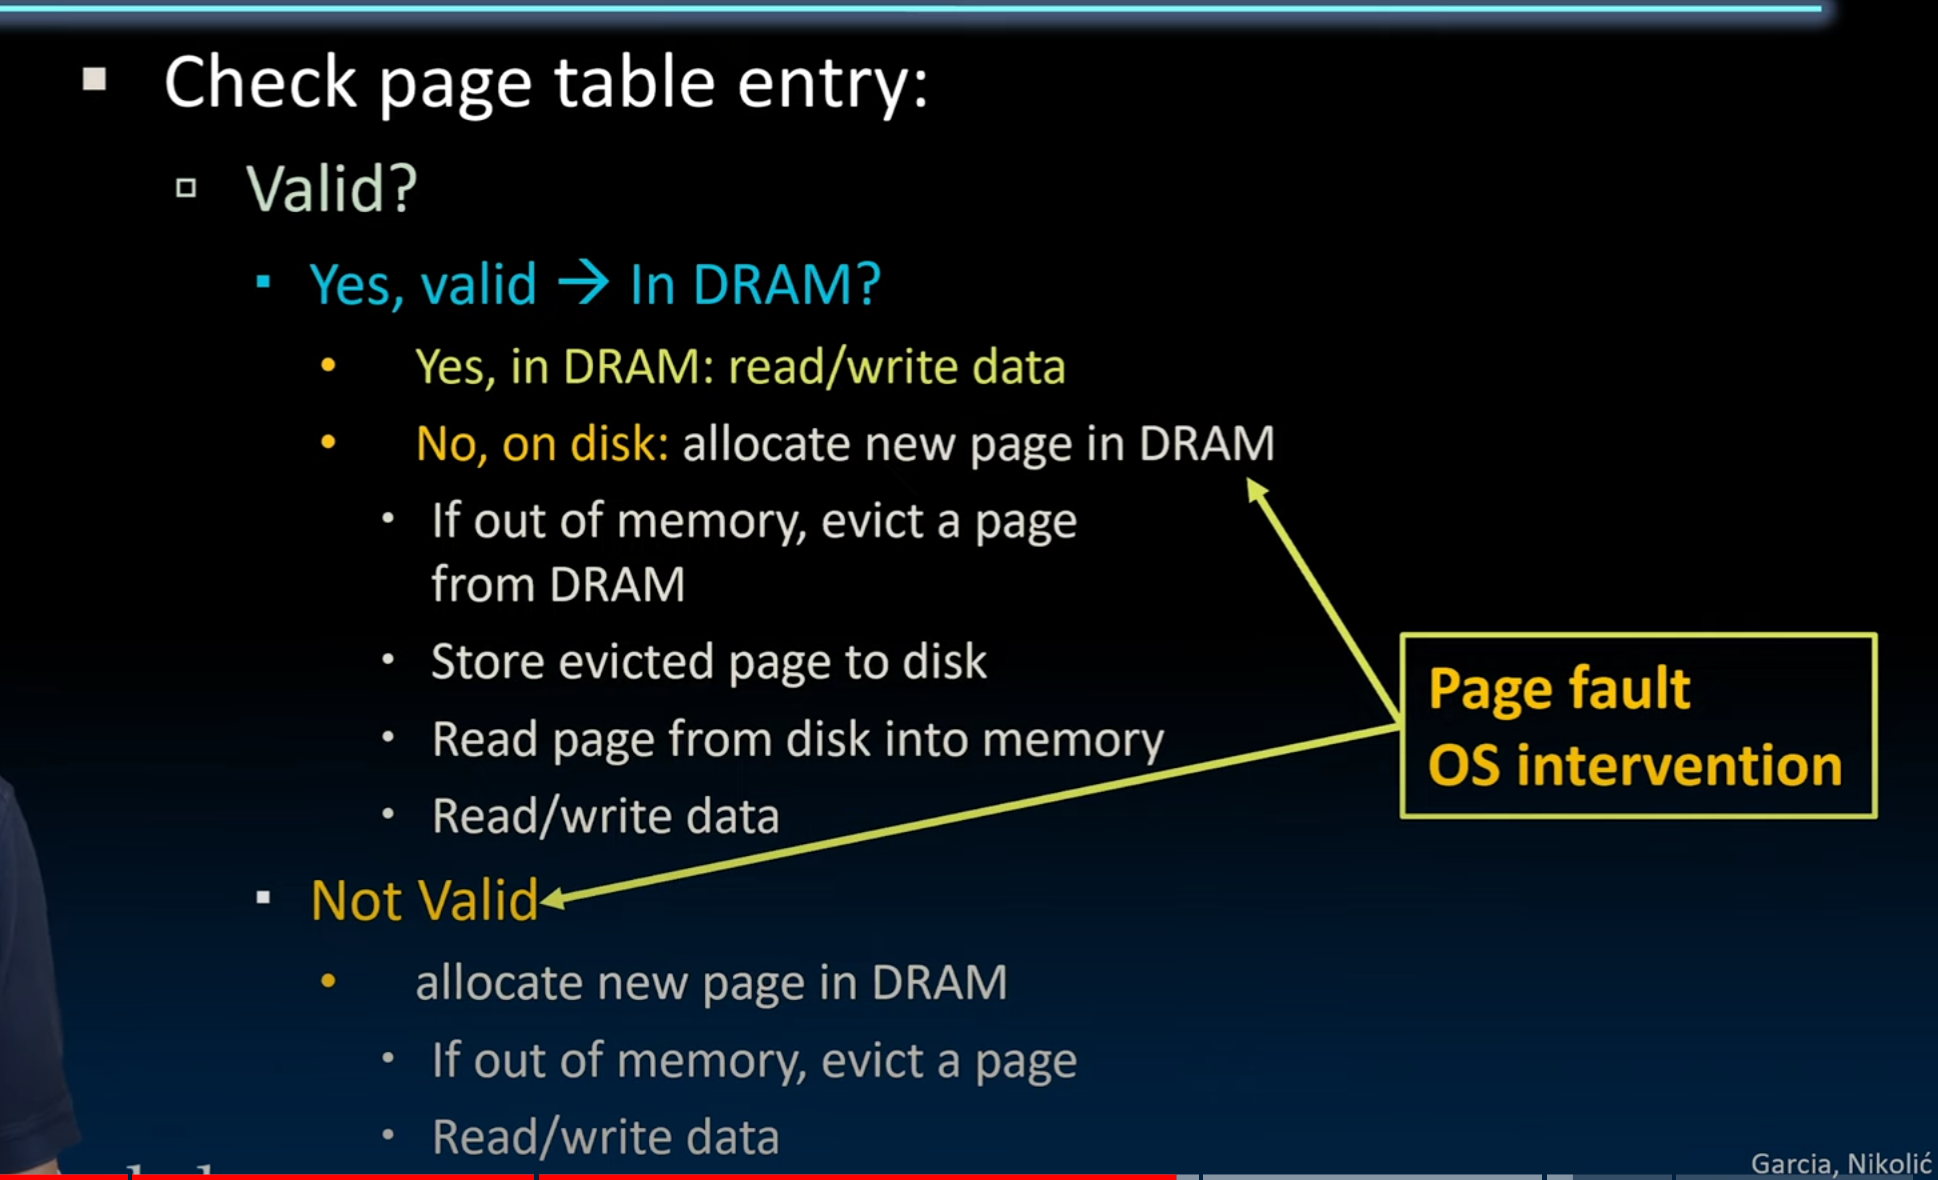 Check page table entry:
Valid?
Yes, valid → In DRAM?
Yes, in DRAM: read/write data
No, on disk: allocate new page in DRAM
If out of memory, evict a page
from DRAM
Store evicted page to disk
Read page from disk into memory
Read/write data
Page fault
OS intervention
Not Valid
allocate new page in DRAM
If out of memory, evict a page
Read/write data
Garcia, Nikolić